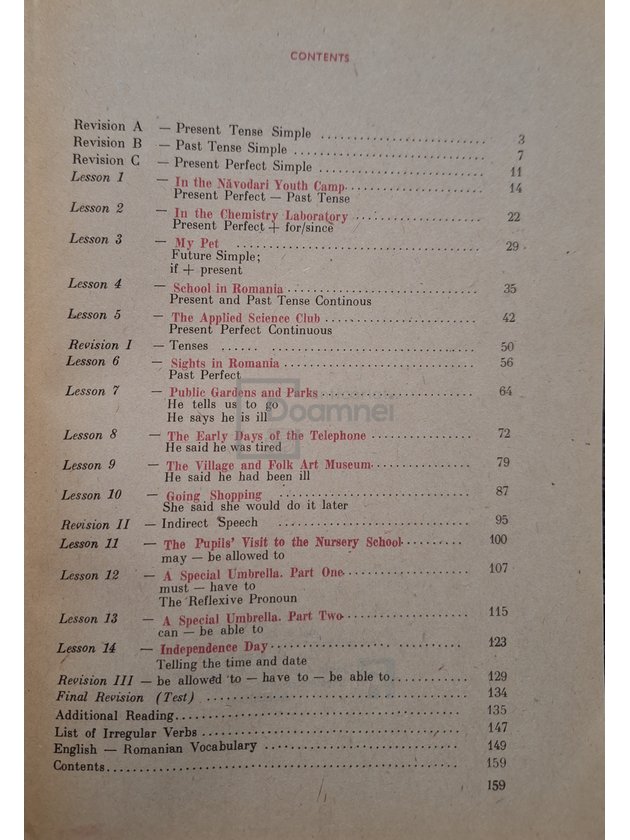 CONTENTS
Revision A — Present Tense Simple 3
Revision B — Past Tense Simple 7
Revision C — Present Perfect Simple 11
Lesson 1 — In the Năvodari Youth Camp 14
Present Perfect — Past Tense
Lesson 2 — In the Chemistry Laboratory 22
Present Perfect + for/since
Lesson 3 — My Pet 29
Future Simple;
if + present
Lesson 4 — School in Romania 35
Present and Past Tense Continous
Lesson 5 — The Applied Science Club 42
Present Perfect Continuous
Revision I — Tenses 50
Lesson 6 — Sights in Romania 56
Past Perfect
Lesson 7 — Public Gardens and Parks 64
He tells us to go
He says he is ill
Lesson 8 — The Early Days of the Telephone 72
He said he was tired
Lesson 9 — The Village and Folk Art Museum 79
He said he had been ill
Lesson 10 — Going Shopping 87
She said she would do it later
Revision II — Indirect Speech 95
Lesson 11 — The Pupils' Visit to the Nursery School 100
may — be allowed to
Lesson 12 — A Special Umbrella. Part One 107
must — have to
The Reflexive Pronoun
Lesson 13 — A Special Umbrella. Part Two 115
can — be able to
Lesson 14 — Independence Day 123
Telling the time and date
Revision III — be allowed to — have to — be able to 129
Final Revision (Test) 134
Additional Reading 135
List of Irregular Verbs 147
English — Romanian Vocabulary 149
Contents 159
159
Doamnei